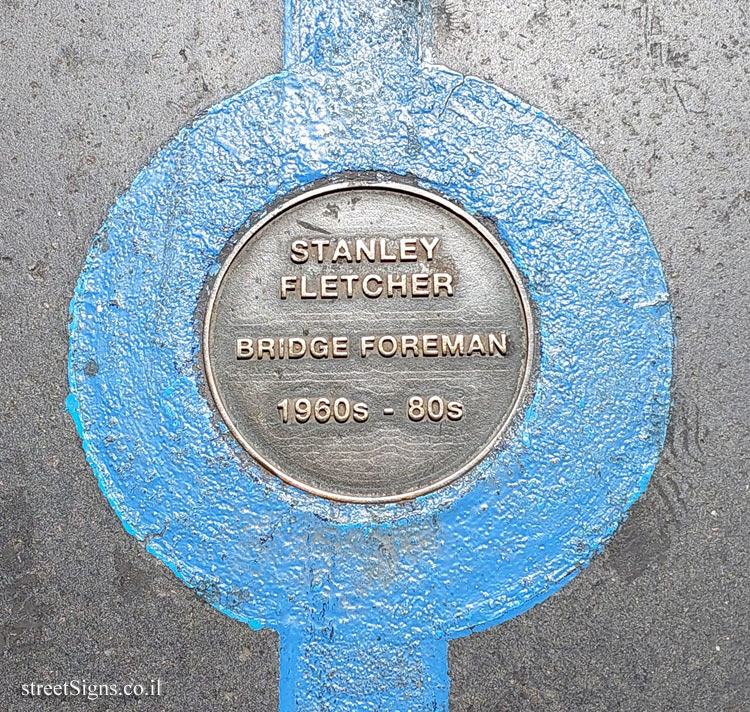 STANLEY
FLETCHER
BRIDGE FOREMAN
1960s - 80s
streetSigns.co.il